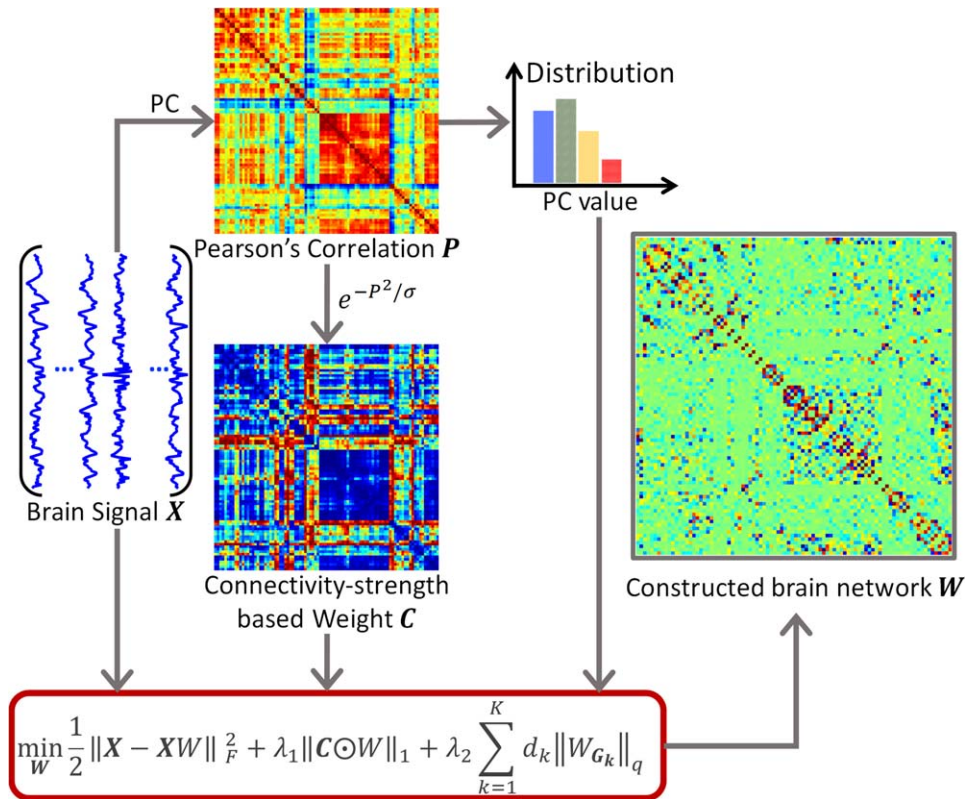 PC
Distribution
PC value
Pearson's Correlation P
e^{-P^2/σ}
... ...
Brain Signal X
Connectivity-strength
based Weight C
Constructed brain network W
min_W 1/2 ‖X − XW‖_F^2 + λ_1‖C⊙W‖_1 + λ_2 ∑_{k=1}^{K} d_k‖W_{G_k}‖_q